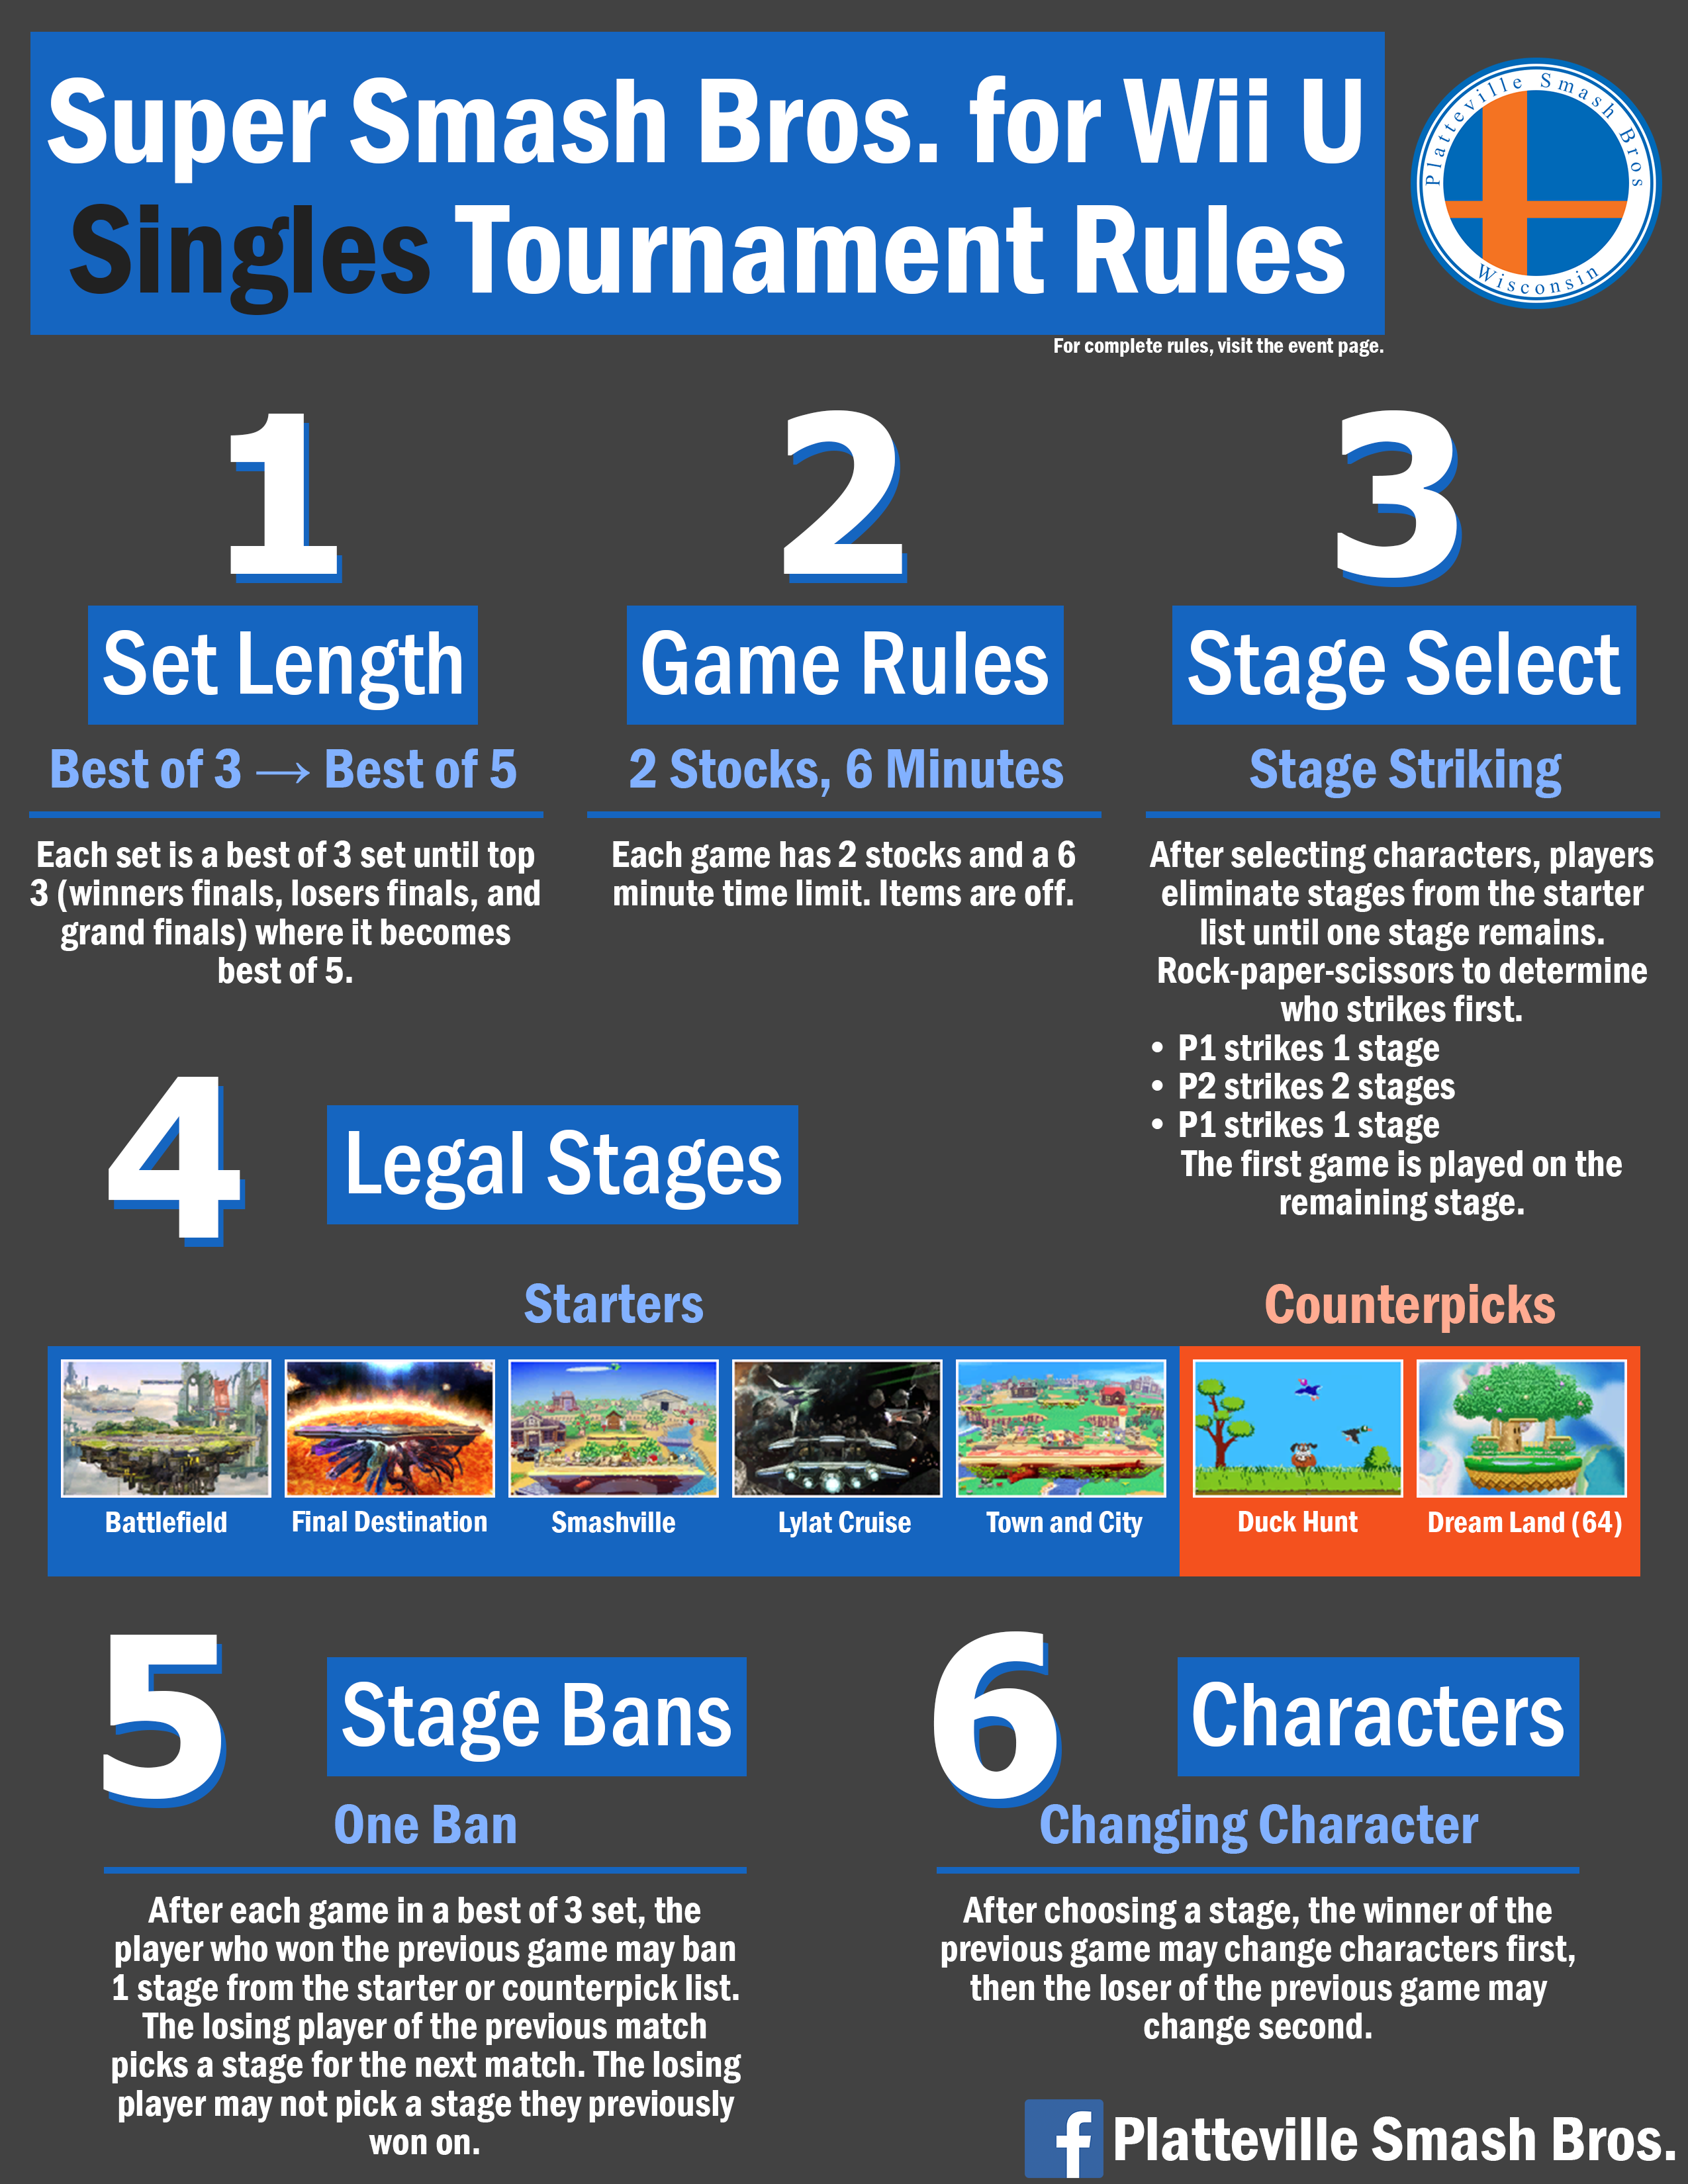 Super Smash Bros. for Wii U
Singles Tournament Rules
Platteville Smash Bros
Wisconsin
For complete rules, visit the event page.
1
Set Length
Best of 3 → Best of 5
Each set is a best of 3 set until top
3 (winners finals, losers finals, and
grand finals) where it becomes
best of 5.
2
Game Rules
2 Stocks, 6 Minutes
Each game has 2 stocks and a 6
minute time limit. Items are off.
3
Stage Select
Stage Striking
After selecting characters, players
eliminate stages from the starter
list until one stage remains.
Rock-paper-scissors to determine
who strikes first.
• P1 strikes 1 stage
• P2 strikes 2 stages
• P1 strikes 1 stage
The first game is played on the
remaining stage.
4
Legal Stages
Starters
Battlefield
Final Destination
Smashville
Lylat Cruise
Town and City
Counterpicks
Duck Hunt
Dream Land (64)
5
Stage Bans
One Ban
After each game in a best of 3 set, the
player who won the previous game may ban
1 stage from the starter or counterpick list.
The losing player of the previous match
picks a stage for the next match. The losing
player may not pick a stage they previously
won on.
6
Characters
Changing Character
After choosing a stage, the winner of the
previous game may change characters first,
then the loser of the previous game may
change second.
f Platteville Smash Bros.